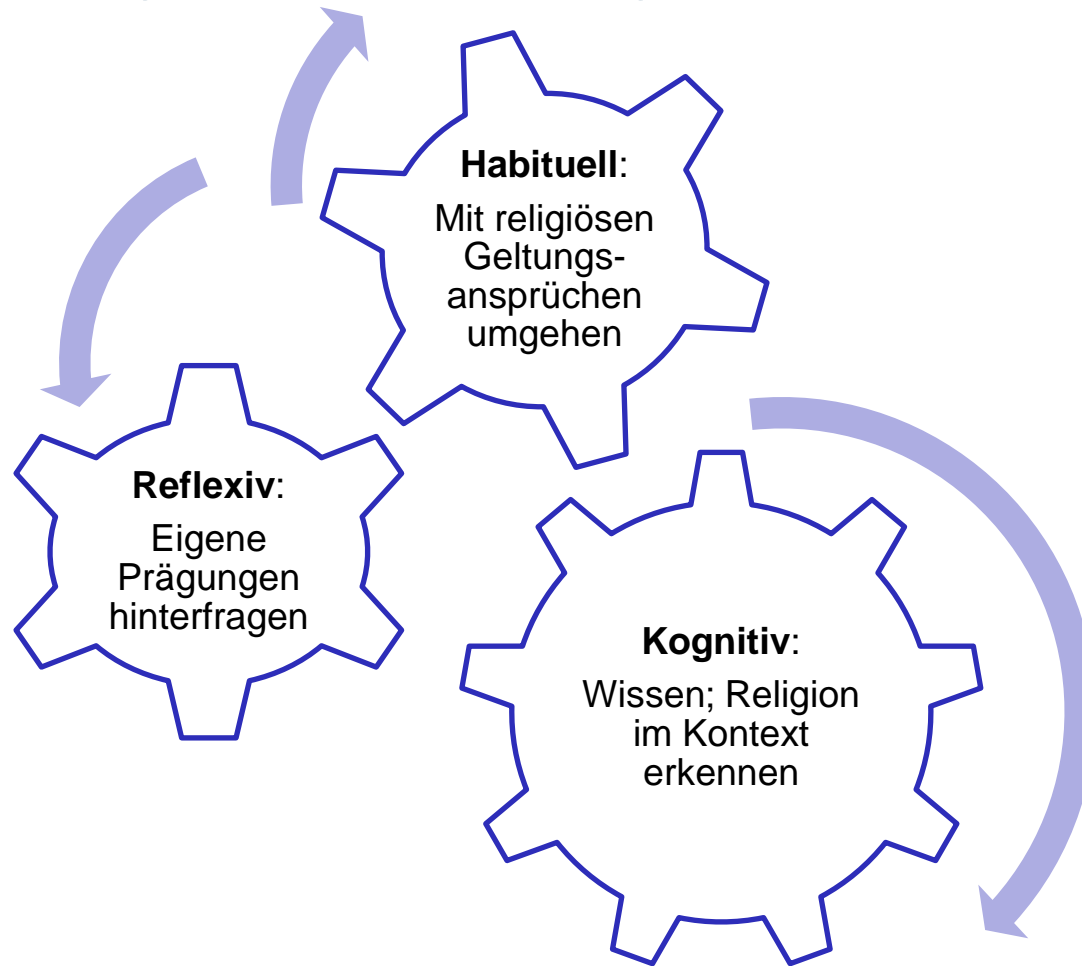 Habituell:
Mit religiösen
Geltungs-
ansprüchen
umgehen
Reflexiv:
Eigene
Prägungen
hinterfragen
Kognitiv:
Wissen; Religion
im Kontext
erkennen